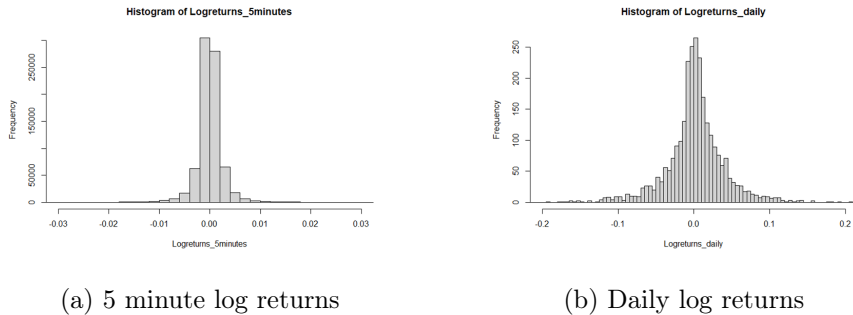 Histogram of Logreturns_5minutes
Frequency
0
50000
150000
250000
-0.03
-0.02
-0.01
0.00
0.01
0.02
0.03
Logreturns_5minutes
(a) 5 minute log returns
Histogram of Logreturns_daily
Frequency
0
50
100
150
200
250
-0.2
-0.1
0.0
0.1
0.2
Logreturns_daily
(b) Daily log returns